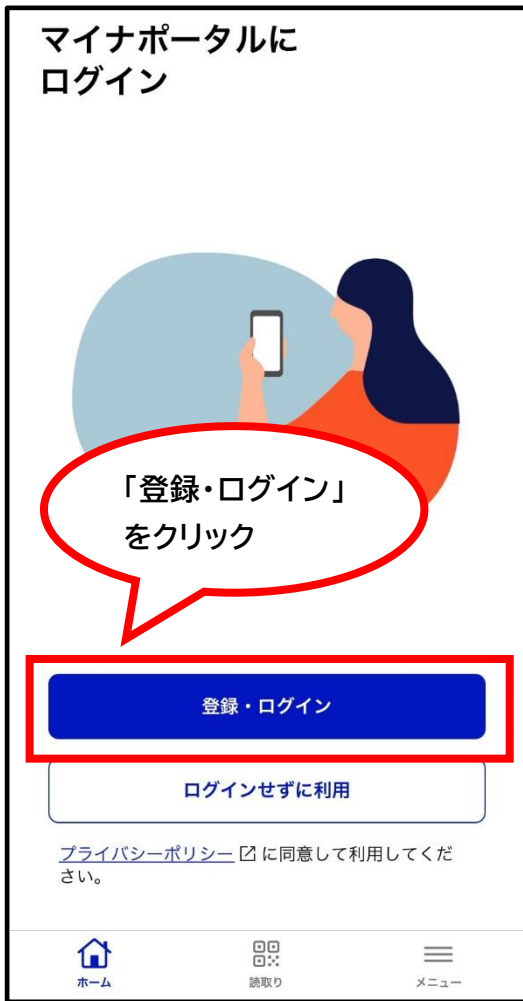 マイナポータルに
ログイン
「登録・ログイン」
をクリック
登録・ログイン
ログインせずに利用
プライバシーポリシー に同意して利用してくだ
さい。
ホーム
読取り
メニュー